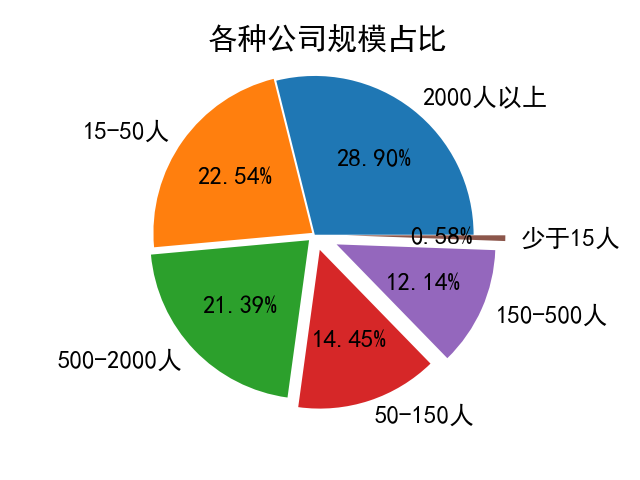 各种公司规模占比
2000人以上
28.90%
15-50人
22.54%
500-2000人
21.39%
50-150人
14.45%
150-500人
12.14%
少于15人
0.58%